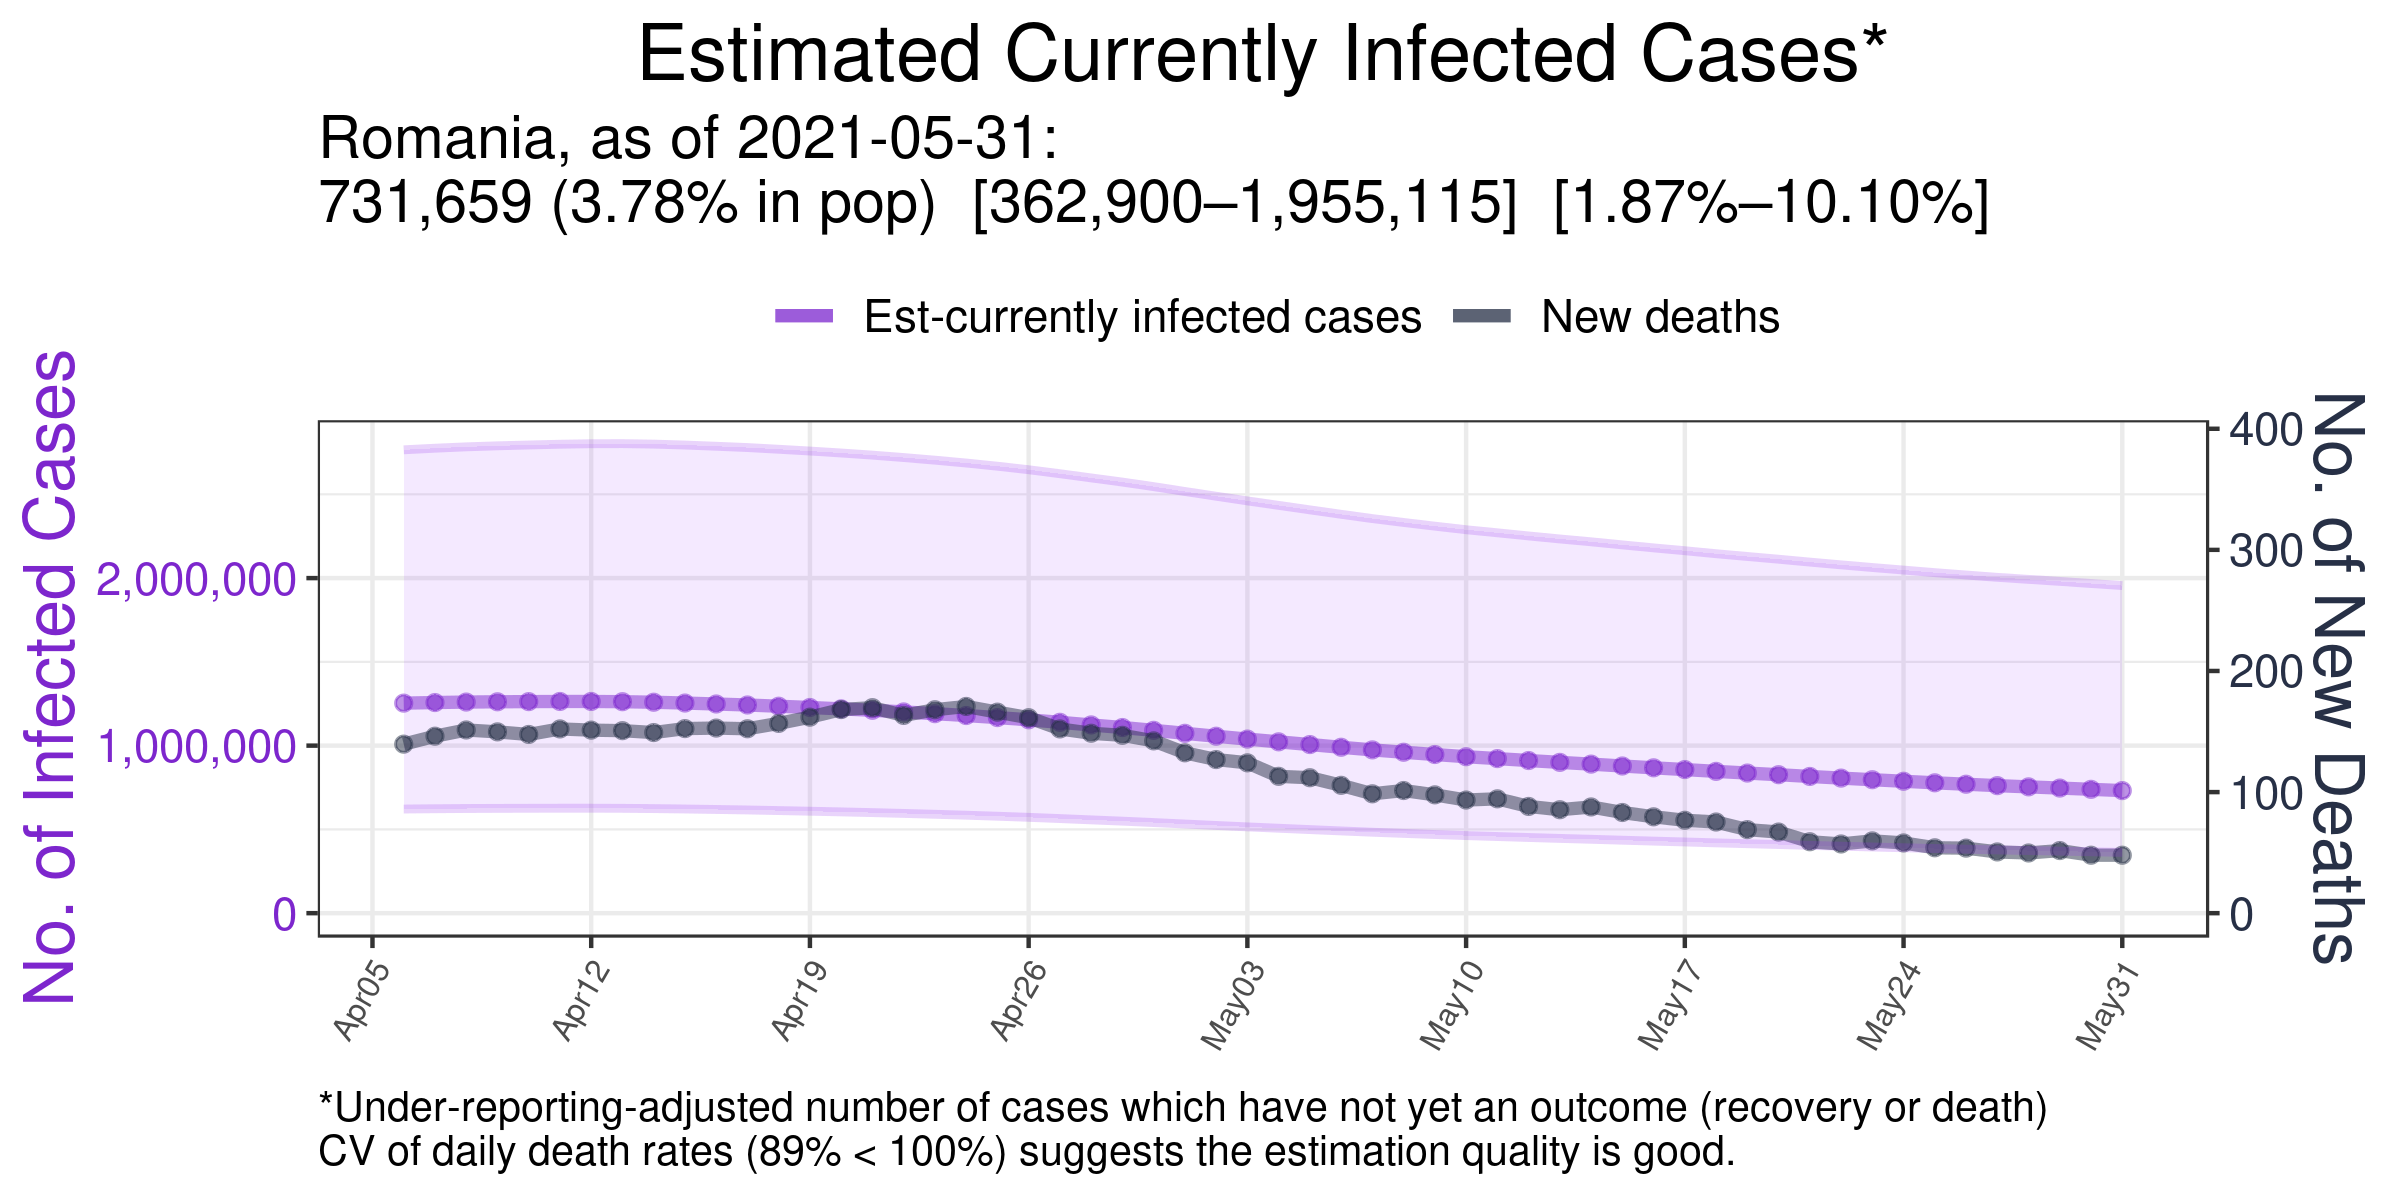 Estimated Currently Infected Cases*
Romania, as of 2021-05-31:
731,659 (3.78% in pop)  [362,900–1,955,115]  [1.87%–10.10%]
Est-currently infected cases
New deaths
No. of Infected Cases
2,000,000
1,000,000
0
400
300
200
100
0
No. of New Deaths
Apr05
Apr12
Apr19
Apr26
May03
May10
May17
May24
May31
*Under-reporting-adjusted number of cases which have not yet an outcome (recovery or death)
CV of daily death rates (89% < 100%) suggests the estimation quality is good.